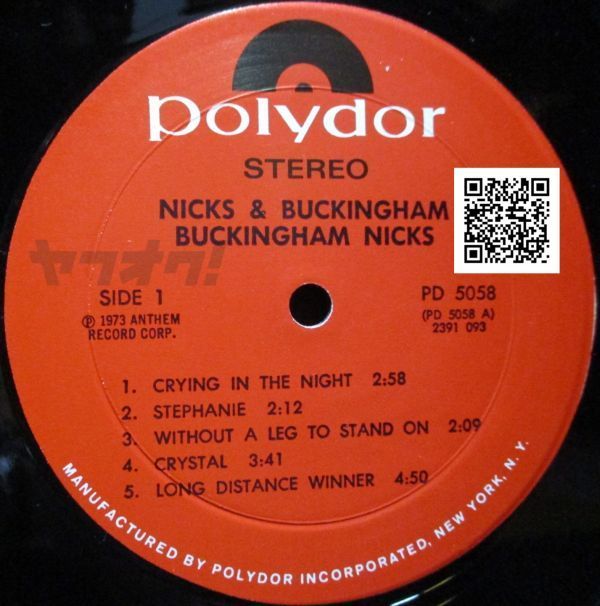 polydor
STEREO
NICKS & BUCKINGHAM
BUCKINGHAM NICKS
ヤフオク!
SIDE 1
Ⓟ 1973 ANTHEM
RECORD CORP.
PD 5058
(PD 5058 A)
2391 093
1. CRYING IN THE NIGHT 2:58
2. STEPHANIE 2:12
3. WITHOUT A LEG TO STAND ON 2:09
4. CRYSTAL 3:41
5. LONG DISTANCE WINNER 4:50
MANUFACTURED BY POLYDOR INCORPORATED, NEW YORK, N. Y.